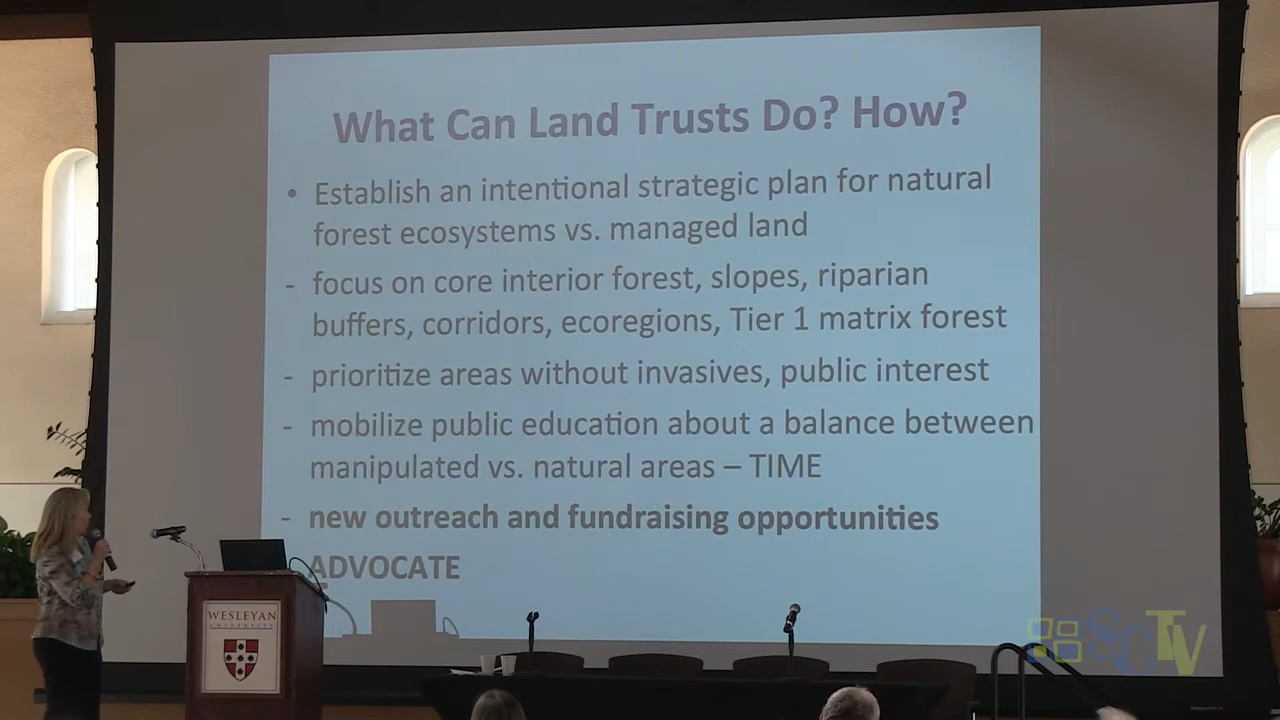 What Can Land Trusts Do? How?
• Establish an intentional strategic plan for natural
forest ecosystems vs. managed land
- focus on core interior forest, slopes, riparian
buffers, corridors, ecoregions, Tier 1 matrix forest
- prioritize areas without invasives, public interest
- mobilize public education about a balance between
manipulated vs. natural areas – TIME
- new outreach and fundraising opportunities
ADVOCATE
WESLEYAN
UNIVERSITY
SCTV